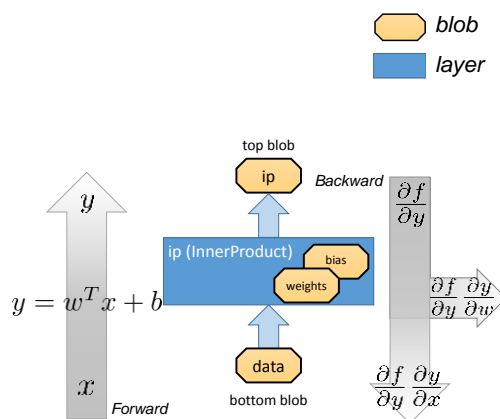 blob
layer
top blob
ip
Backward
y
∂f/∂y
ip (InnerProduct)
bias
weights
y = w^T x + b
∂f/∂y ∂y/∂w
data
x
∂f/∂y ∂y/∂x
bottom blob
Forward